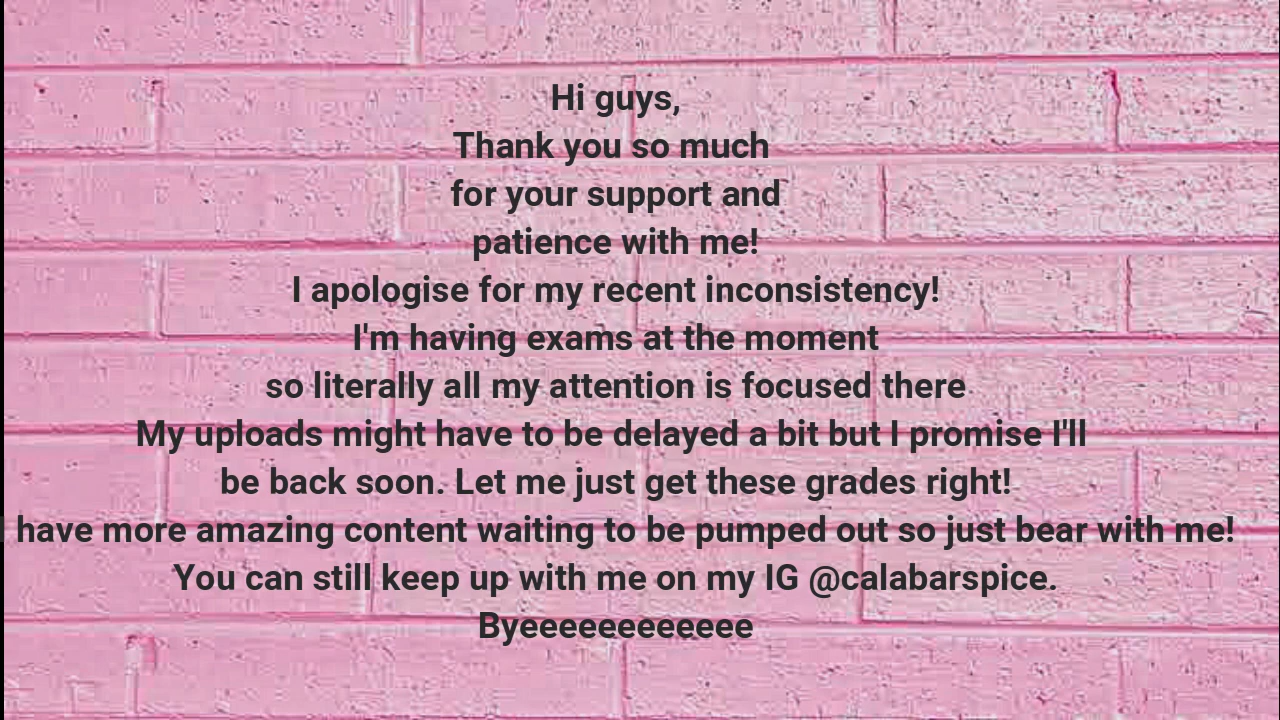 Hi guys,
Thank you so much
for your support and
patience with me!
I apologise for my recent inconsistency!
I'm having exams at the moment
so literally all my attention is focused there
My uploads might have to be delayed a bit but I promise I'll
be back soon. Let me just get these grades right!
I have more amazing content waiting to be pumped out so just bear with me!
You can still keep up with me on my IG @calabarspice.
Byeeeeeeeeeeee